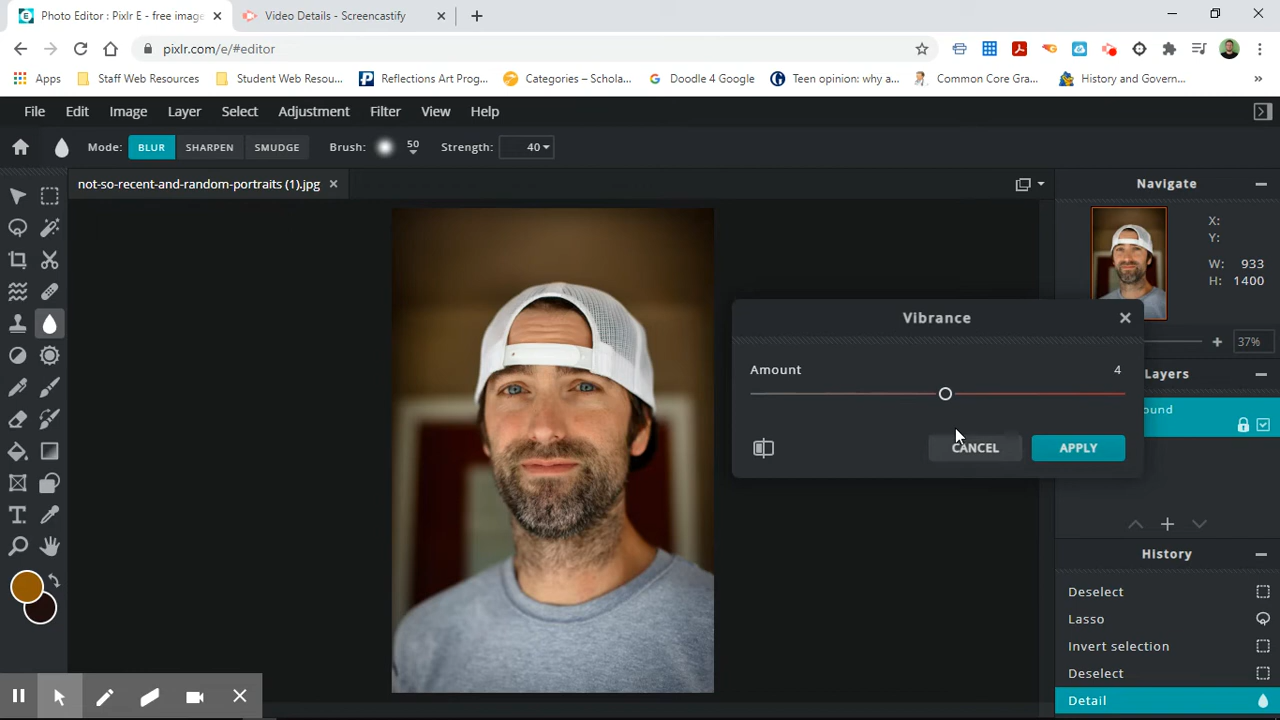 Photo Editor : Pixlr E - free image
Video Details - Screencastify
pixlr.com/e/#editor
Apps
Staff Web Resources
Student Web Resou...
Reflections Art Prog...
Categories – Schola...
Doodle 4 Google
Teen opinion: why a...
Common Core Gra...
History and Govern...
»
File Edit Image Layer Select Adjustment Filter View Help
Mode: BLUR SHARPEN SMUDGE Brush: 50 Strength: 40
not-so-recent-and-random-portraits (1).jpg
Navigate
X:
Y:
W: 933
H: 1400
37%
Vibrance
Amount 4
CANCEL APPLY
Layers
ound
History
Deselect
Lasso
Invert selection
Deselect
Detail